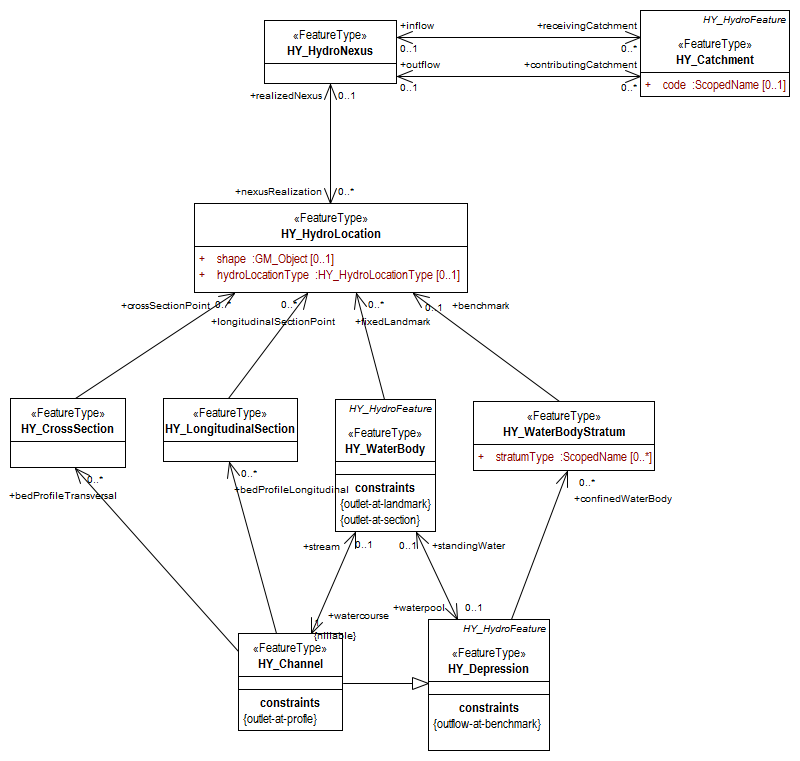 «FeatureType»
HY_HydroNexus
+inflow
0..1
+receivingCatchment
0..*
+outflow
0..1
+contributingCatchment
0..*
HY_HydroFeature
«FeatureType»
HY_Catchment
+ code :ScopedName [0..1]
+realizedNexus
0..1
+nexusRealization
0..*
«FeatureType»
HY_HydroLocation
+ shape :GM_Object [0..1]
+ hydroLocationType :HY_HydroLocationType [0..1]
+crossSectionPoint
0..*
0..*
+longitudinalSectionPoint
0..*
+fixedLandmark
0..1
+benchmark
«FeatureType»
HY_CrossSection
«FeatureType»
HY_LongitudinalSection
HY_HydroFeature
«FeatureType»
HY_WaterBody
constraints
{outlet-at-landmark}
{outlet-at-section}
«FeatureType»
HY_WaterBodyStratum
+ stratumType :ScopedName [0..*]
0..*
+bedProfileTransversal
0..*
+bedProfileLongitudinal
0..*
+confinedWaterBody
+stream
0..1
0..1
+standingWater
+watercourse
1
{nillable}
+waterpool
0..1
«FeatureType»
HY_Channel
constraints
{outlet-at-profile}
HY_HydroFeature
«FeatureType»
HY_Depression
constraints
{outflow-at-benchmark}